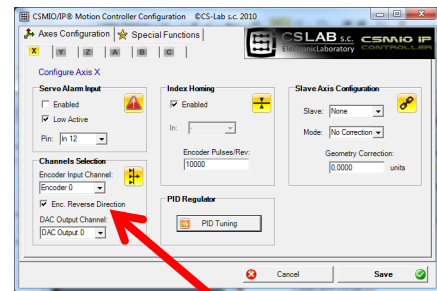 CSMIO/IP® Motion Controller Configuration ©CS-Lab s.c. 2010
Axes Configuration
Special Functions
CSLAB s.c.
ElectronicLaboratory
CSMIO IP
CONTROLLER
X Y Z A B C
Configure Axis X
Servo Alarm Input
Enabled
Low Active
Pin: In 12
Channels Selection
Encoder Input Channel:
Encoder 0
Enc. Reverse Direction
DAC Output Channel:
DAC Output 0
Index Homing
Enabled
In: -
Encoder Pulses/Rev:
10000
PID Regulator
PID Tuning
Slave Axis Configuration
Slave: None
Mode: No Correction
Geometry Correction:
0,0000 units
Cancel
Save